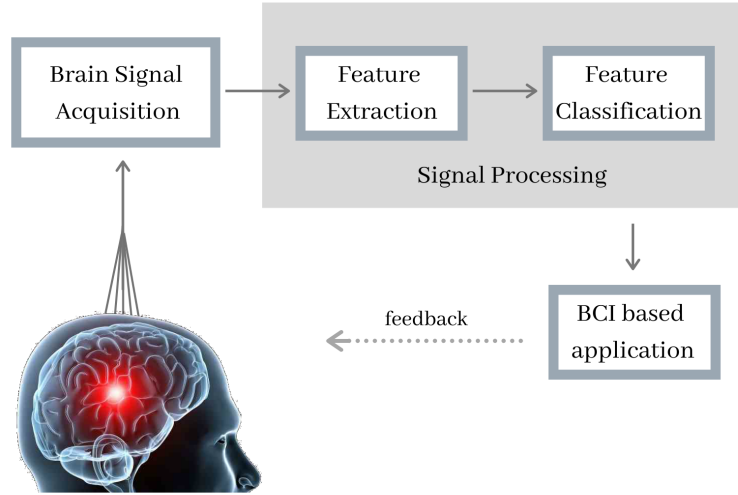 Brain Signal
Acquisition
Feature
Extraction
Feature
Classification
Signal Processing
BCI based
application
feedback